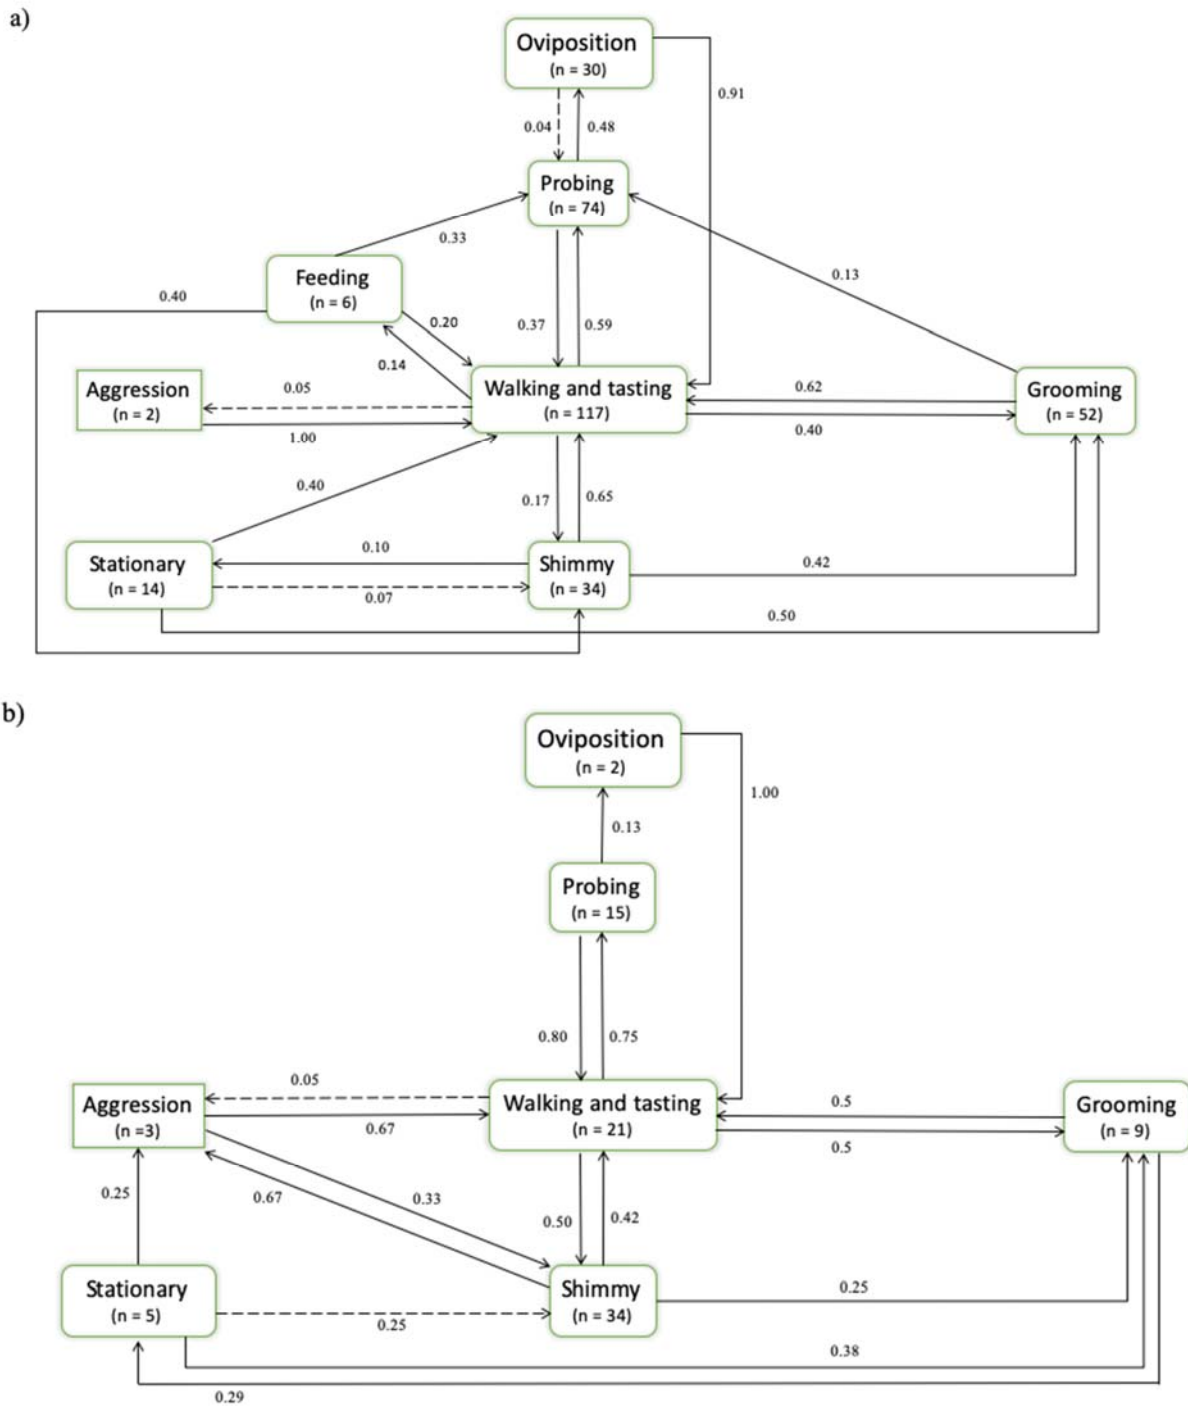 a)
Oviposition
(n = 30)
0.91
0.04
0.48
Probing
(n = 74)
0.33
0.13
Feeding
(n = 6)
0.40
0.20
0.37
0.59
0.14
Aggression
(n = 2)
0.05
1.00
Walking and tasting
(n = 117)
0.62
0.40
Grooming
(n = 52)
0.40
0.17
0.65
Stationary
(n = 14)
0.10
0.07
Shimmy
(n = 34)
0.42
0.50
b)
Oviposition
(n = 2)
1.00
0.13
Probing
(n = 15)
0.80
0.75
Aggression
(n =3)
0.05
0.67
Walking and tasting
(n = 21)
0.5
0.5
Grooming
(n = 9)
0.25
0.67
0.33
0.50
0.42
Stationary
(n = 5)
0.25
Shimmy
(n = 34)
0.25
0.38
0.29